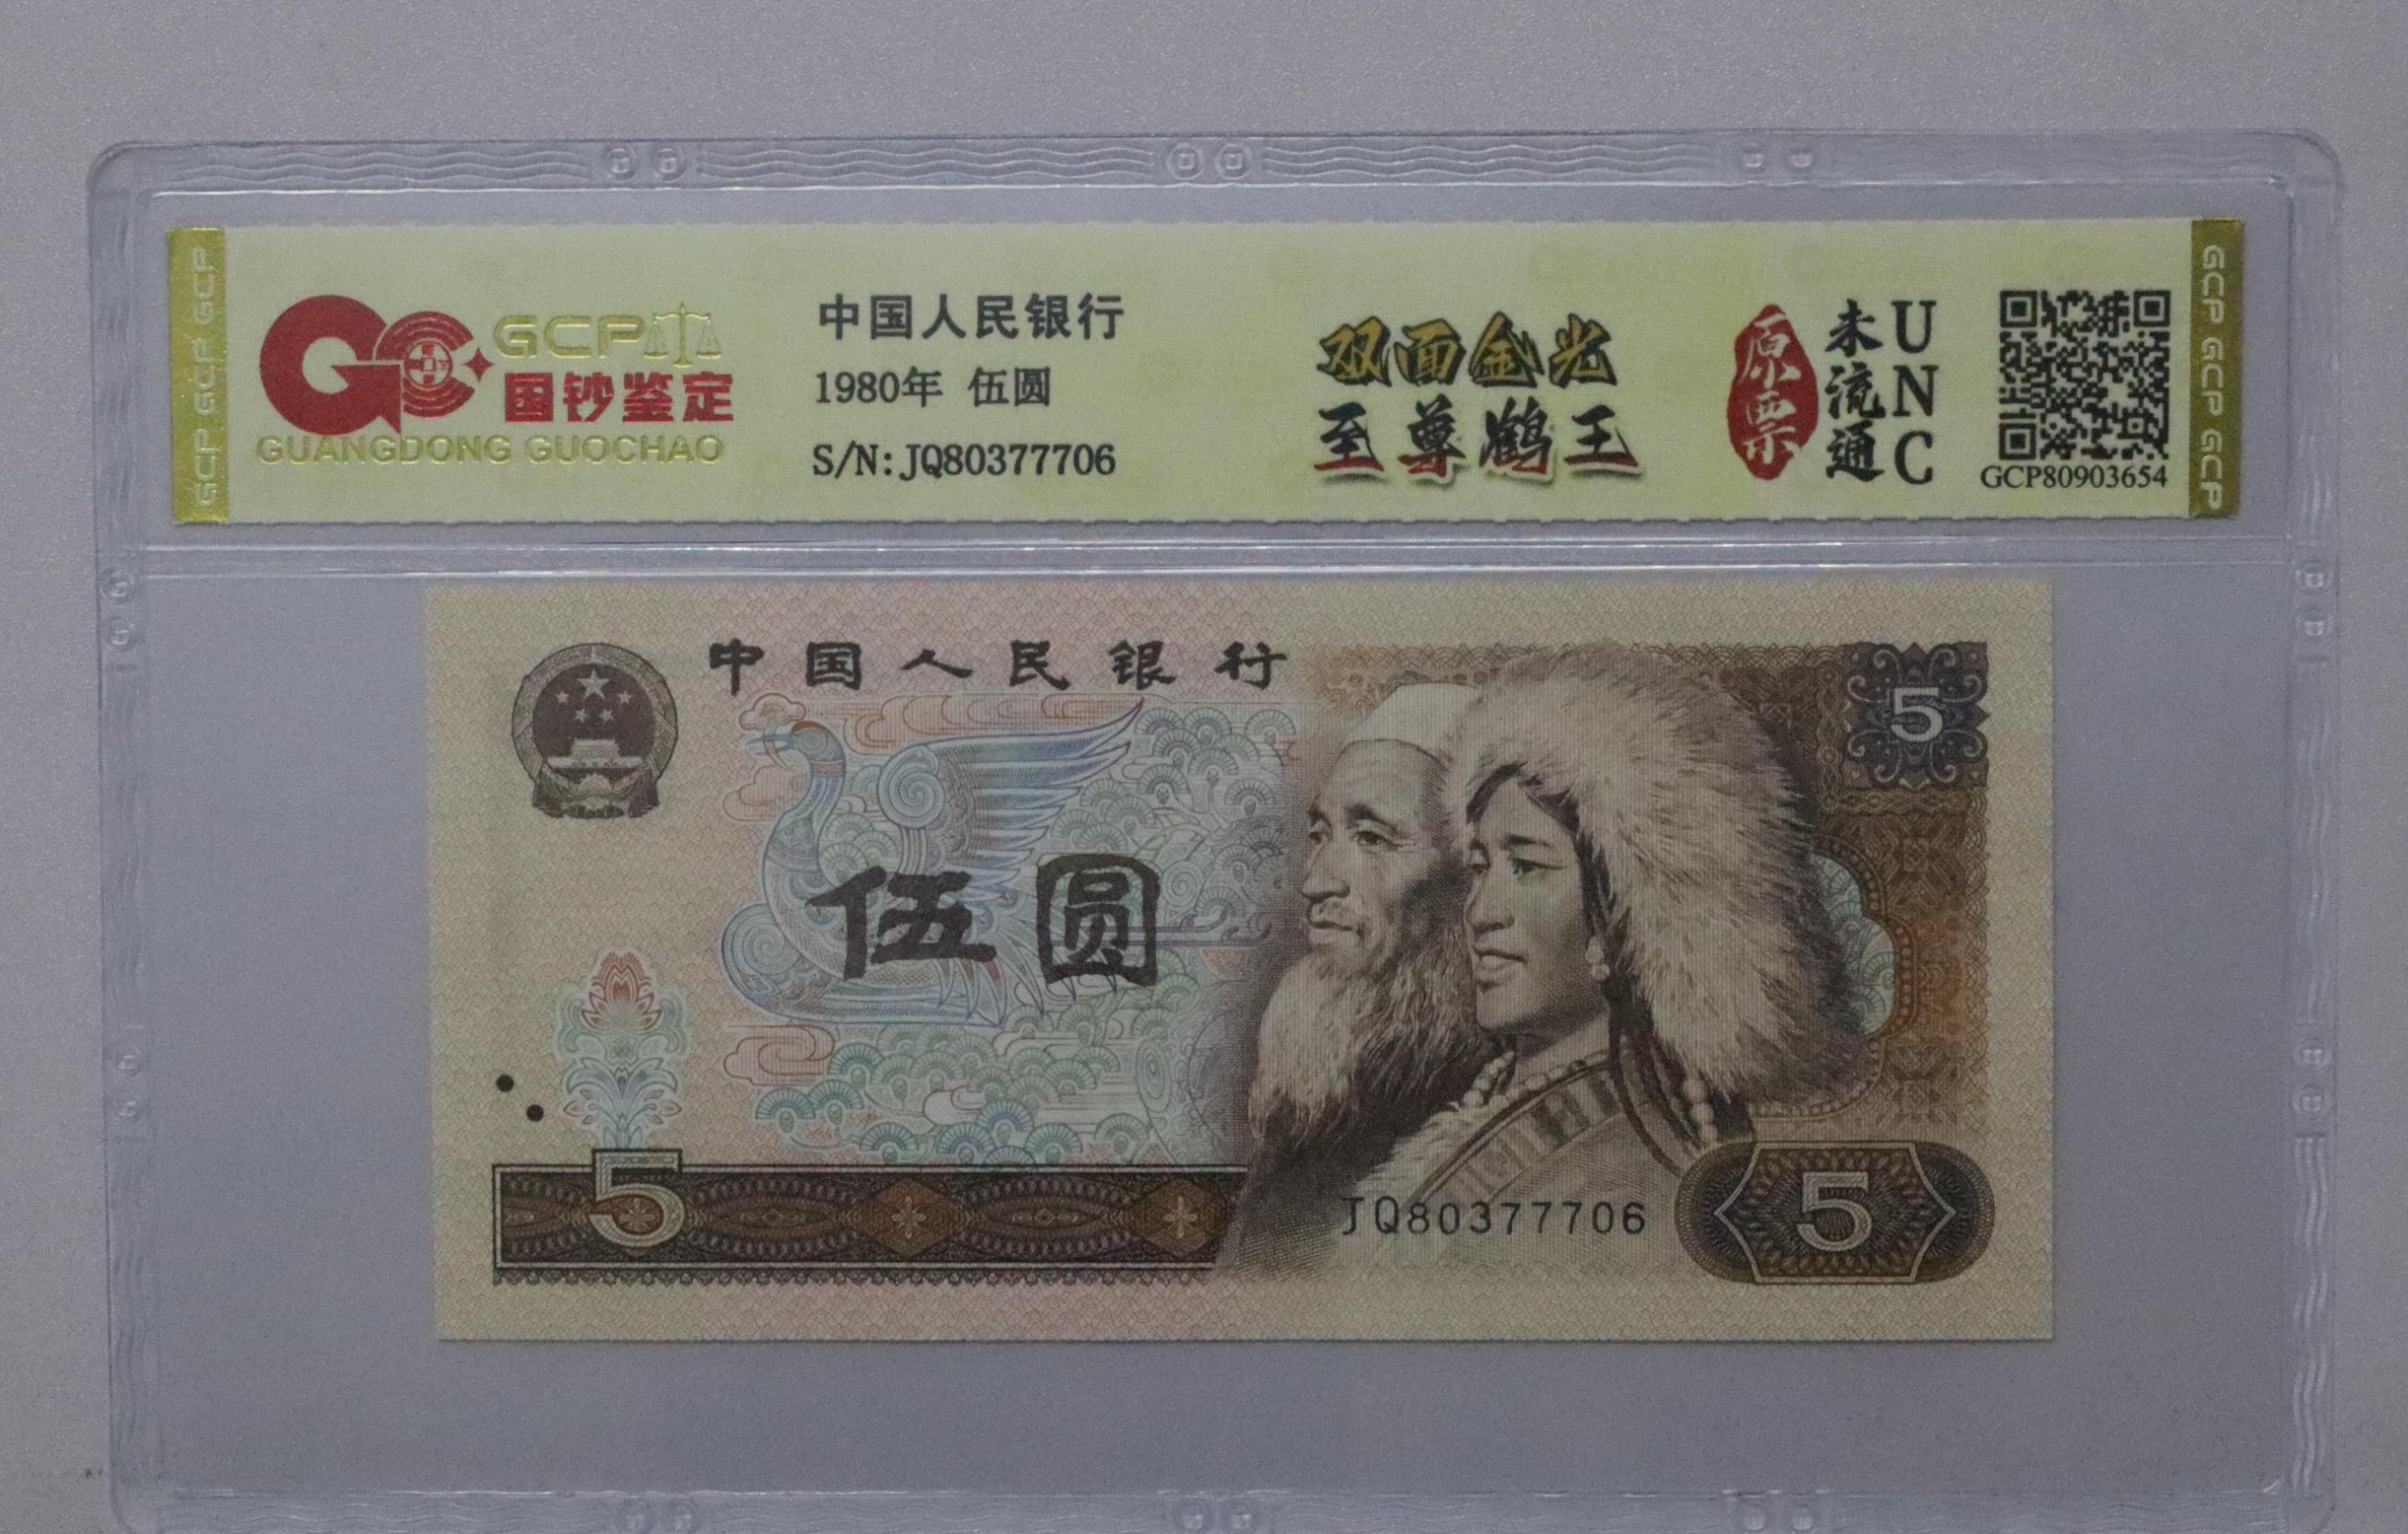 GCP GCP GCP
GCP
国钞鉴定
GUANGDONG GUOCHAO
中国人民银行
1980年 伍圆
S/N: JQ80377706
双面金光
至尊鹤王
原票
未流通
UNC
GCP80903654
GCP GCP GCP
中国人民银行
5
伍圆
5
JQ80377706
5